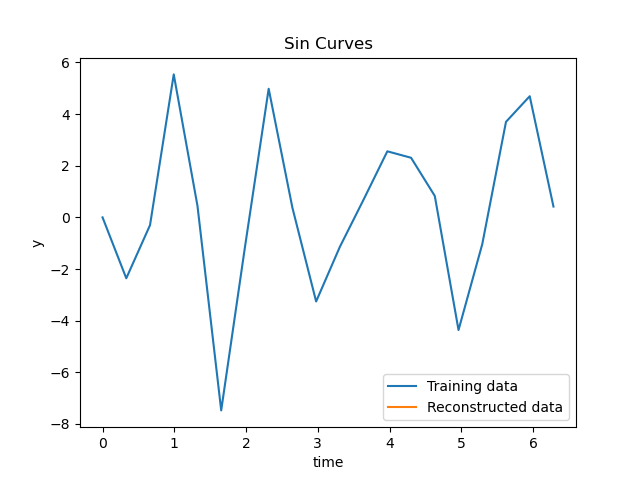 Sin Curves
6
4
2
0
−2
−4
−6
−8
y
0 1 2 3 4 5 6
time
Training data
Reconstructed data